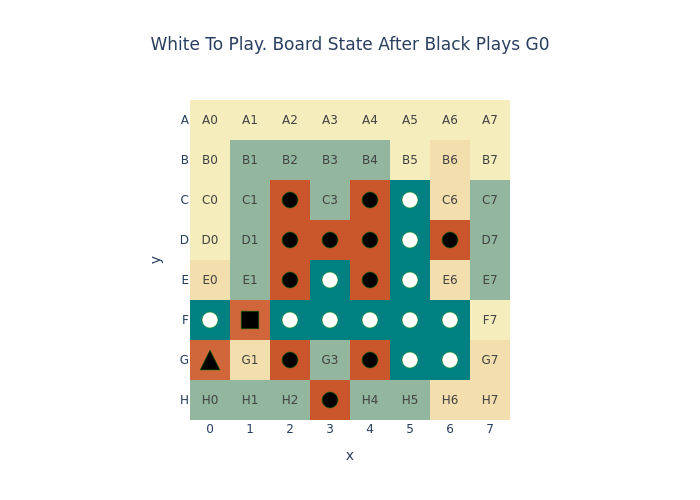 White To Play. Board State After Black Plays G0
A A0 A1 A2 A3 A4 A5 A6 A7
B B0 B1 B2 B3 B4 B5 B6 B7
C C0 C1 C3 C6 C7
D D0 D1 D7
E E0 E1 E6 E7
F F7
G G1 G3 G7
H H0 H1 H2 H4 H5 H6 H7
0 1 2 3 4 5 6 7
x
y